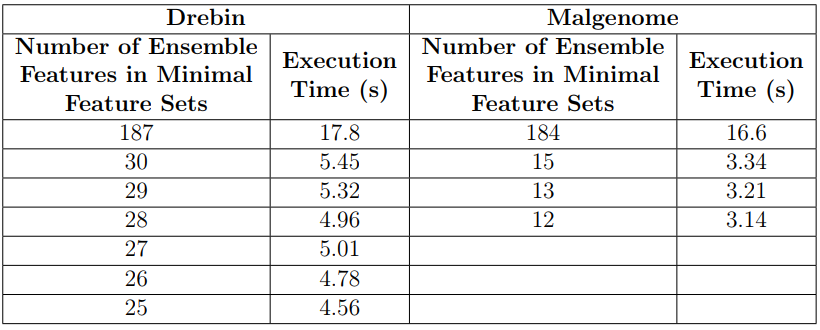 Drebin Malgenome
Number of Ensemble Features in Minimal Feature Sets Execution Time (s) Number of Ensemble Features in Minimal Feature Sets Execution Time (s)
187 17.8 184 16.6
30 5.45 15 3.34
29 5.32 13 3.21
28 4.96 12 3.14
27 5.01
26 4.78
25 4.56